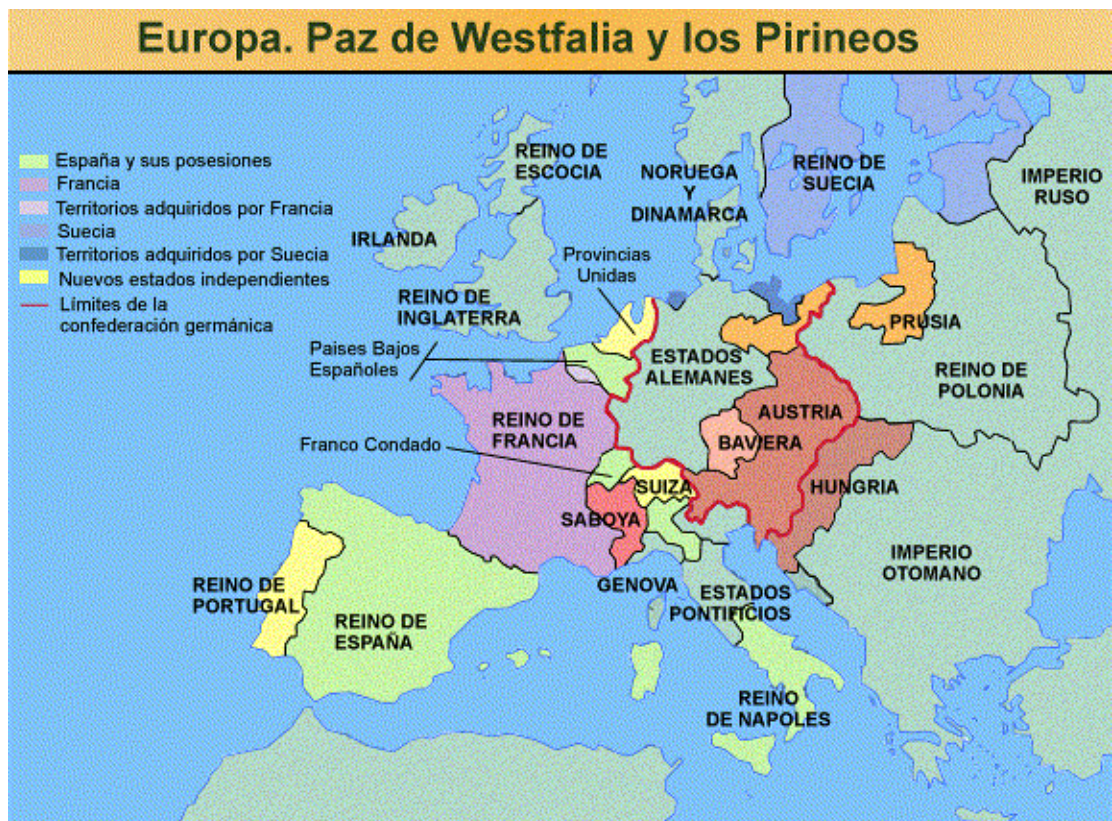 Europa. Paz de Westfalia y los Pirineos
España y sus posesiones
Francia
Territorios adquiridos por Francia
Suecia
Territorios adquiridos por Suecia
Nuevos estados independientes
Límites de la
confederación germánica
REINO DE
ESCOCIA
IRLANDA
REINO DE
INGLATERRA
NORUEGA
Y
DINAMARCA
REINO DE
SUECIA
IMPERIO
RUSO
Provincias
Unidas
Paises Bajos
Españoles
PRUSIA
ESTADOS
ALEMANES
REINO DE
POLONIA
REINO DE
FRANCIA
AUSTRIA
BAVIERA
Franco Condado
SUIZA
HUNGRIA
SABOYA
IMPERIO
OTOMANO
GENOVA
ESTADOS
PONTIFICIOS
REINO DE
PORTUGAL
REINO DE
ESPAÑA
REINO
DE NAPOLES